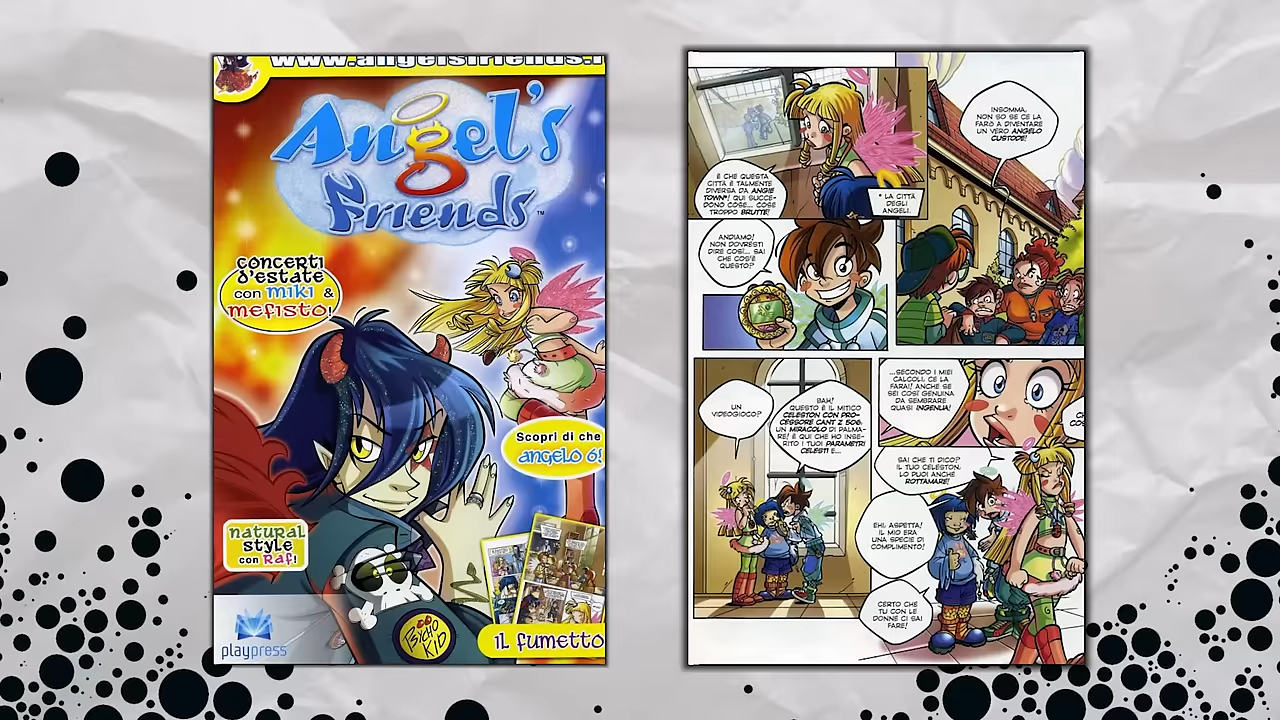 www.angelsfriends.i
Angel's
Friends™
CONCERTI
D'ESTATE
CON MIKI &
MEFISTO!
Scopri di che
ANGELO 6!
NATURAL
STYLE
CON RAF!
PSYCHO
KID
playpress
IL FUMETTO
È CHE QUESTA
CITTÀ È TALMENTE
DIVERSA DA ANGIE
TOWN*! QUI SUCCE-
DONO COSE... COSE
TROPPO BRUTTE!
* LA CITTÀ
DEGLI
ANGELI.
INSOMMA,
NON SO SE CE LA
FARÒ A DIVENTARE
UN VERO ANGELO
CUSTODE!
ANDIAMO!
NON DOVRESTI
DIRE COSÌ... SAI
CHE COS'È
QUESTO?
UN
VIDEOGIOCO?
BAH!
QUESTO È IL MITICO
CELESTON CON PRO-
CESSORE CANT Z 506,
UN MIRACOLO DI PALMA-
RE! È QUI CHE HO INSE-
RITO I TUOI PARAMETRI
CELESTI E...
...SECONDO I MIEI
CALCOLI, CE LA
FARAI! ANCHE SE
SEI COSÌ GENUINA
DA SEMBRARE
QUASI INGENUA!
SAI CHE TI DICO?
IL TUO CELESTON,
LO PUOI ANCHE
ROTTAMARE!
EHI, ASPETTA!
IL MIO ERA
UNA SPECIE DI
COMPLIMENTO!
CERTO CHE
TU CON LE
DONNE CI SAI
FARE!